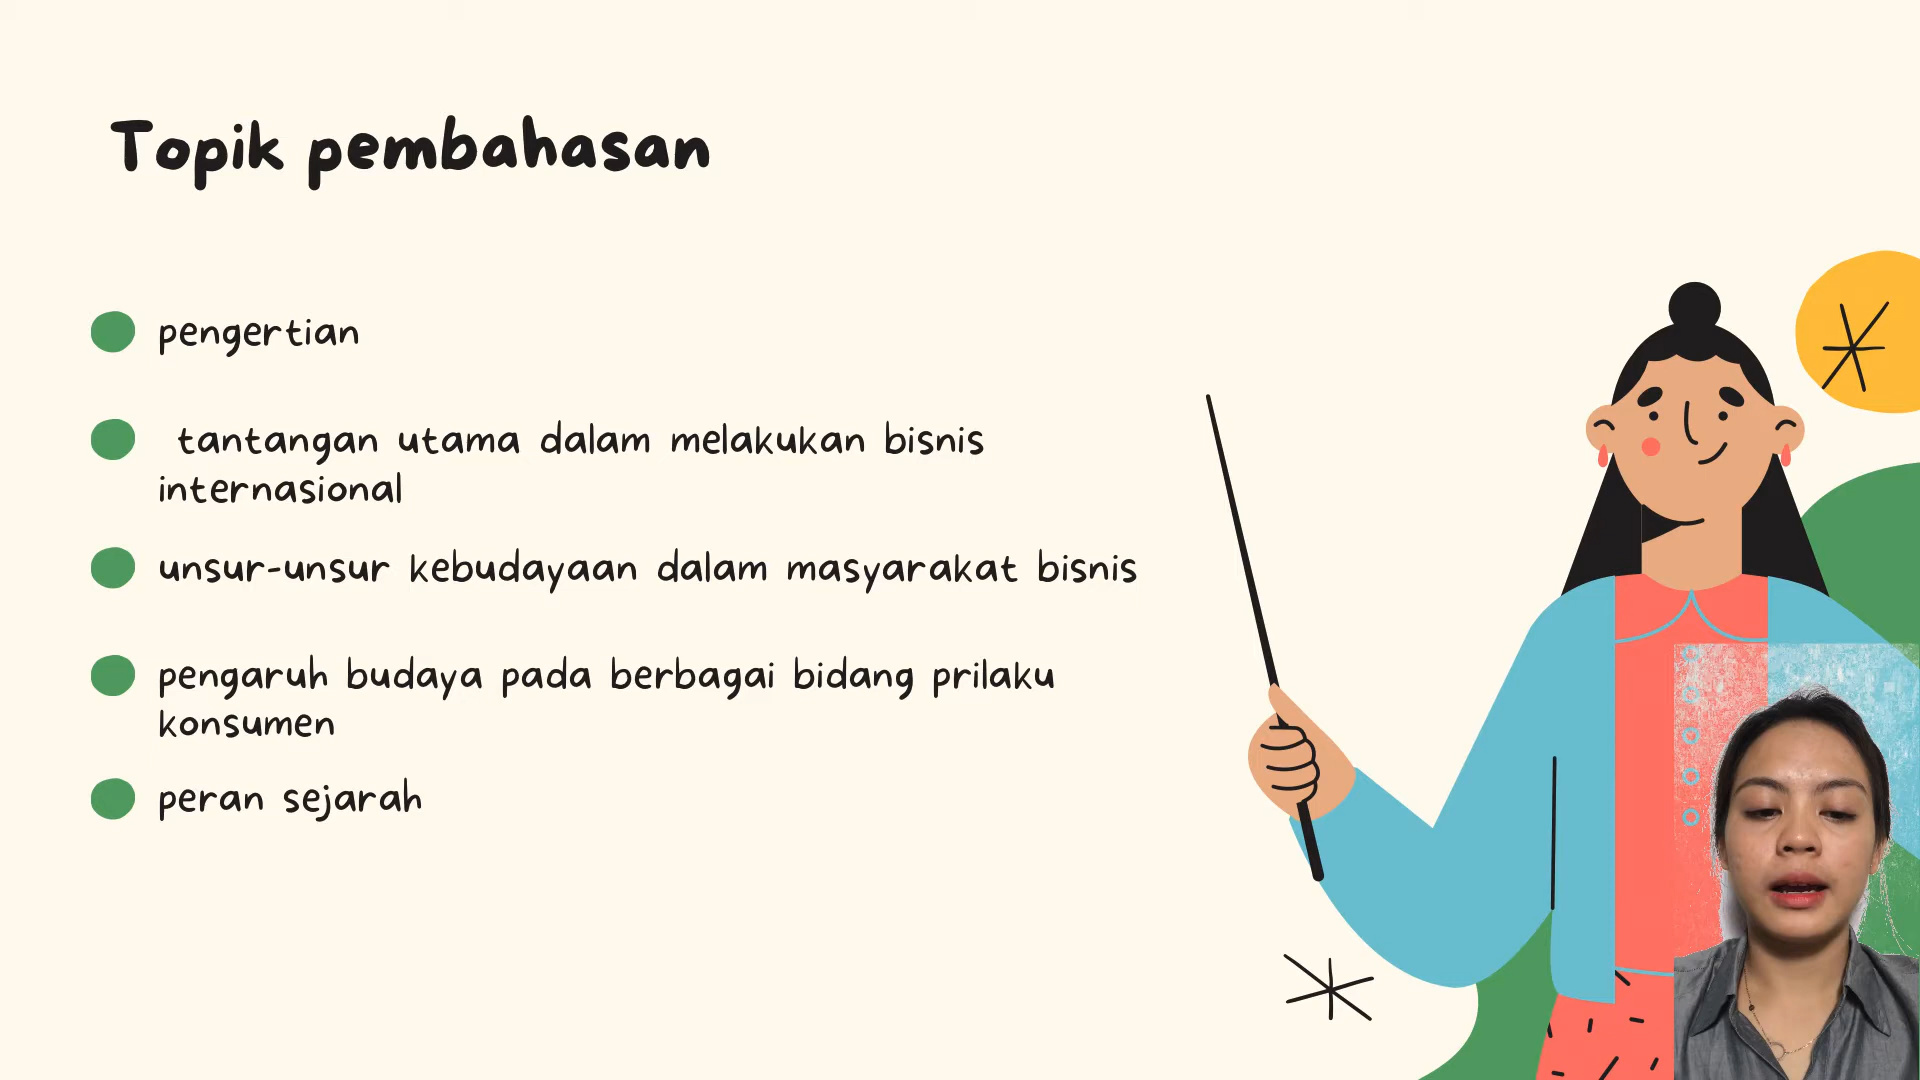 Topik pembahasan
pengertian
tantangan utama dalam melakukan bisnis
internasional
unsur-unsur kebudayaan dalam masyarakat bisnis
pengaruh budaya pada berbagai bidang prilaku
konsumen
peran sejarah